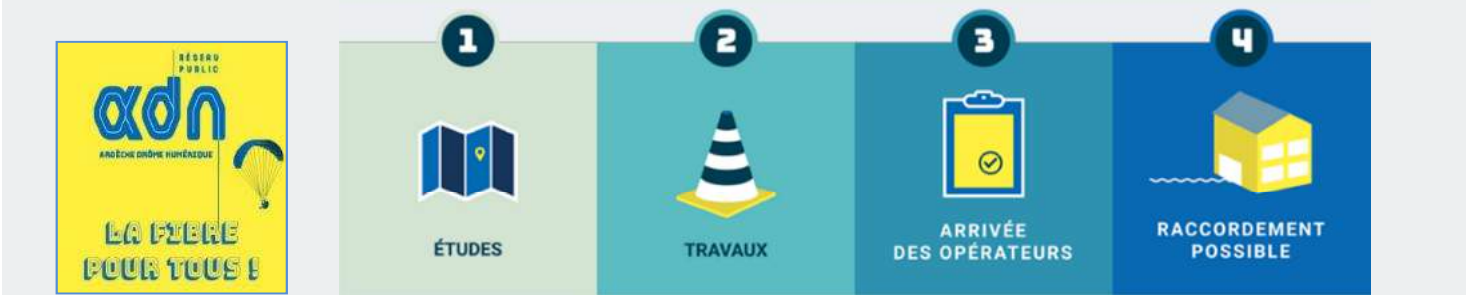 RÉSEAU
PUBLIC
adn
ARDÈCHE DRÔME NUMÉRIQUE
LA FIBRE
POUR TOUS !
1
ÉTUDES
2
TRAVAUX
3
ARRIVÉE
DES OPÉRATEURS
4
RACCORDEMENT
POSSIBLE